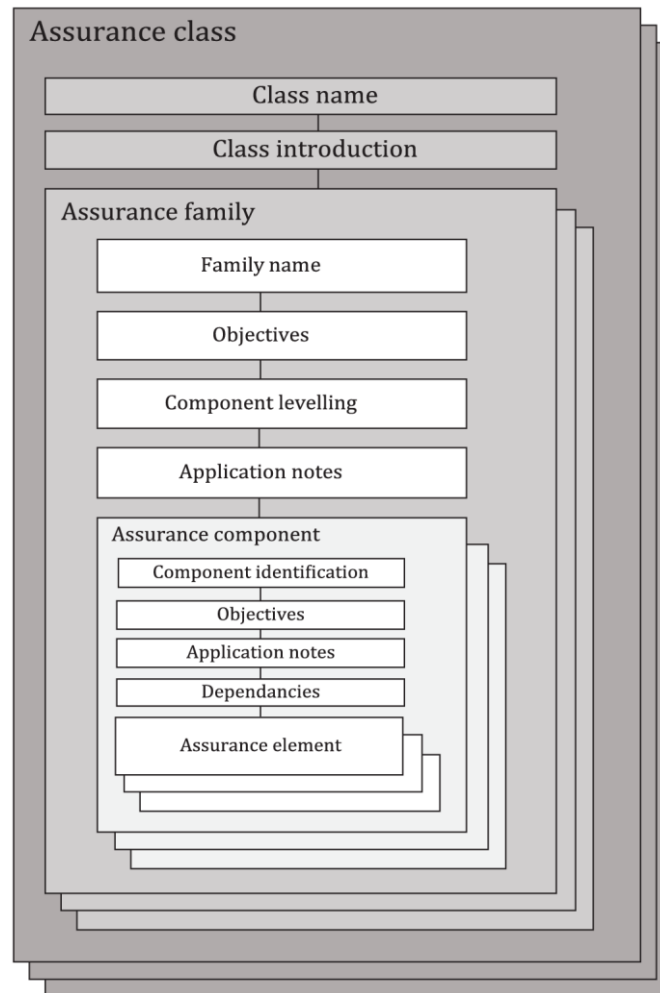 Assurance class
Class name
Class introduction
Assurance family
Family name
Objectives
Component levelling
Application notes
Assurance component
Component identification
Objectives
Application notes
Dependancies
Assurance element